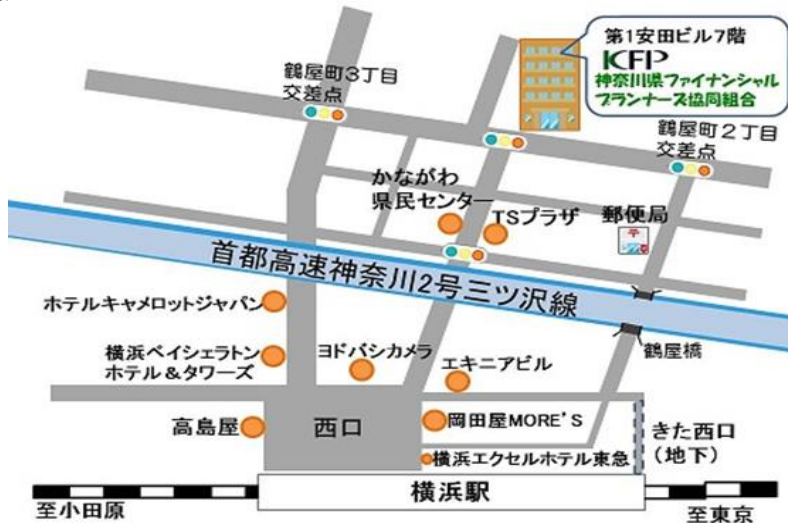 第1安田ビル7階
KFP
神奈川県ファイナンシャル
プランナーズ協同組合
鶴屋町3丁目
交差点
鶴屋町2丁目
交差点
かながわ
県民センター
TSプラザ
郵便局
〒
首都高速神奈川2号三ツ沢線
ホテルキャメロットジャパン
横浜ベイシェラトン
ホテル＆タワーズ
ヨドバシカメラ
エキニアビル
鶴屋橋
高島屋
西口
岡田屋MORE'S
きた西口
(地下)
横浜エクセルホテル東急
横浜駅
至小田原
至東京